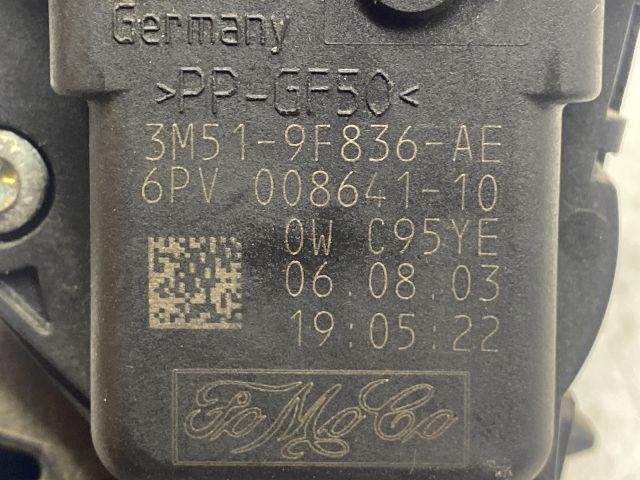 Germany
>PP-GF50<
3M51-9F836-AE
6PV 008641-10
0W C95YE
06.08.03
19:05:22
FoMoCo